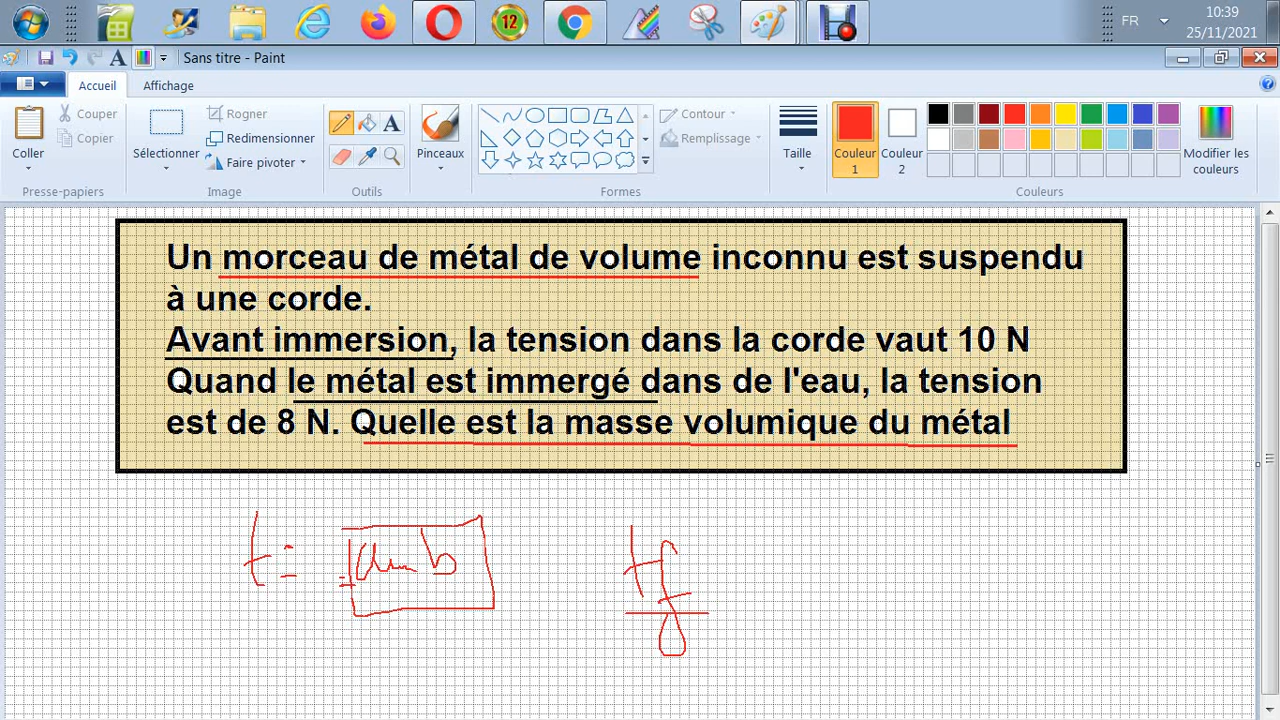 12
FR
10:39
25/11/2021
Sans titre - Paint
Accueil
Affichage
Coller
Couper
Copier
Presse-papiers
Sélectionner
Rogner
Redimensionner
Faire pivoter
Image
A
Outils
Pinceaux
Contour
Remplissage
Formes
Taille
Couleur
1
Couleur
2
Modifier les
couleurs
Couleurs
Un morceau de métal de volume inconnu est suspendu
à une corde.
Avant immersion, la tension dans la corde vaut 10 N
Quand le métal est immergé dans de l'eau, la tension
est de 8 N. Quelle est la masse volumique du métal
t =